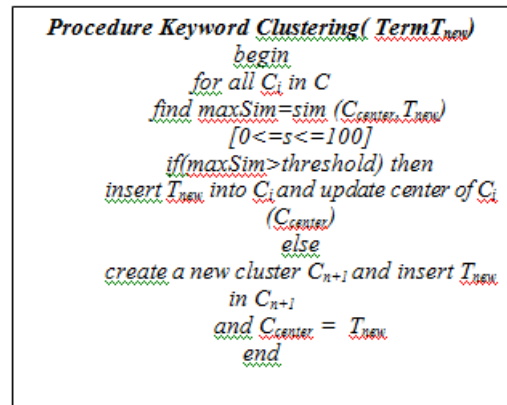 Procedure Keyword Clustering( TermTnew)
begin
for all Ci in C
find maxSim=sim (Ccenter,Tnew)
[0<=s<=100]
if(maxSim>threshold) then
insert Tnew into Ci and update center of Ci
(Ccenter)
else
create a new cluster Cn+1 and insert Tnew
in Cn+1
and Ccenter = Tnew
end